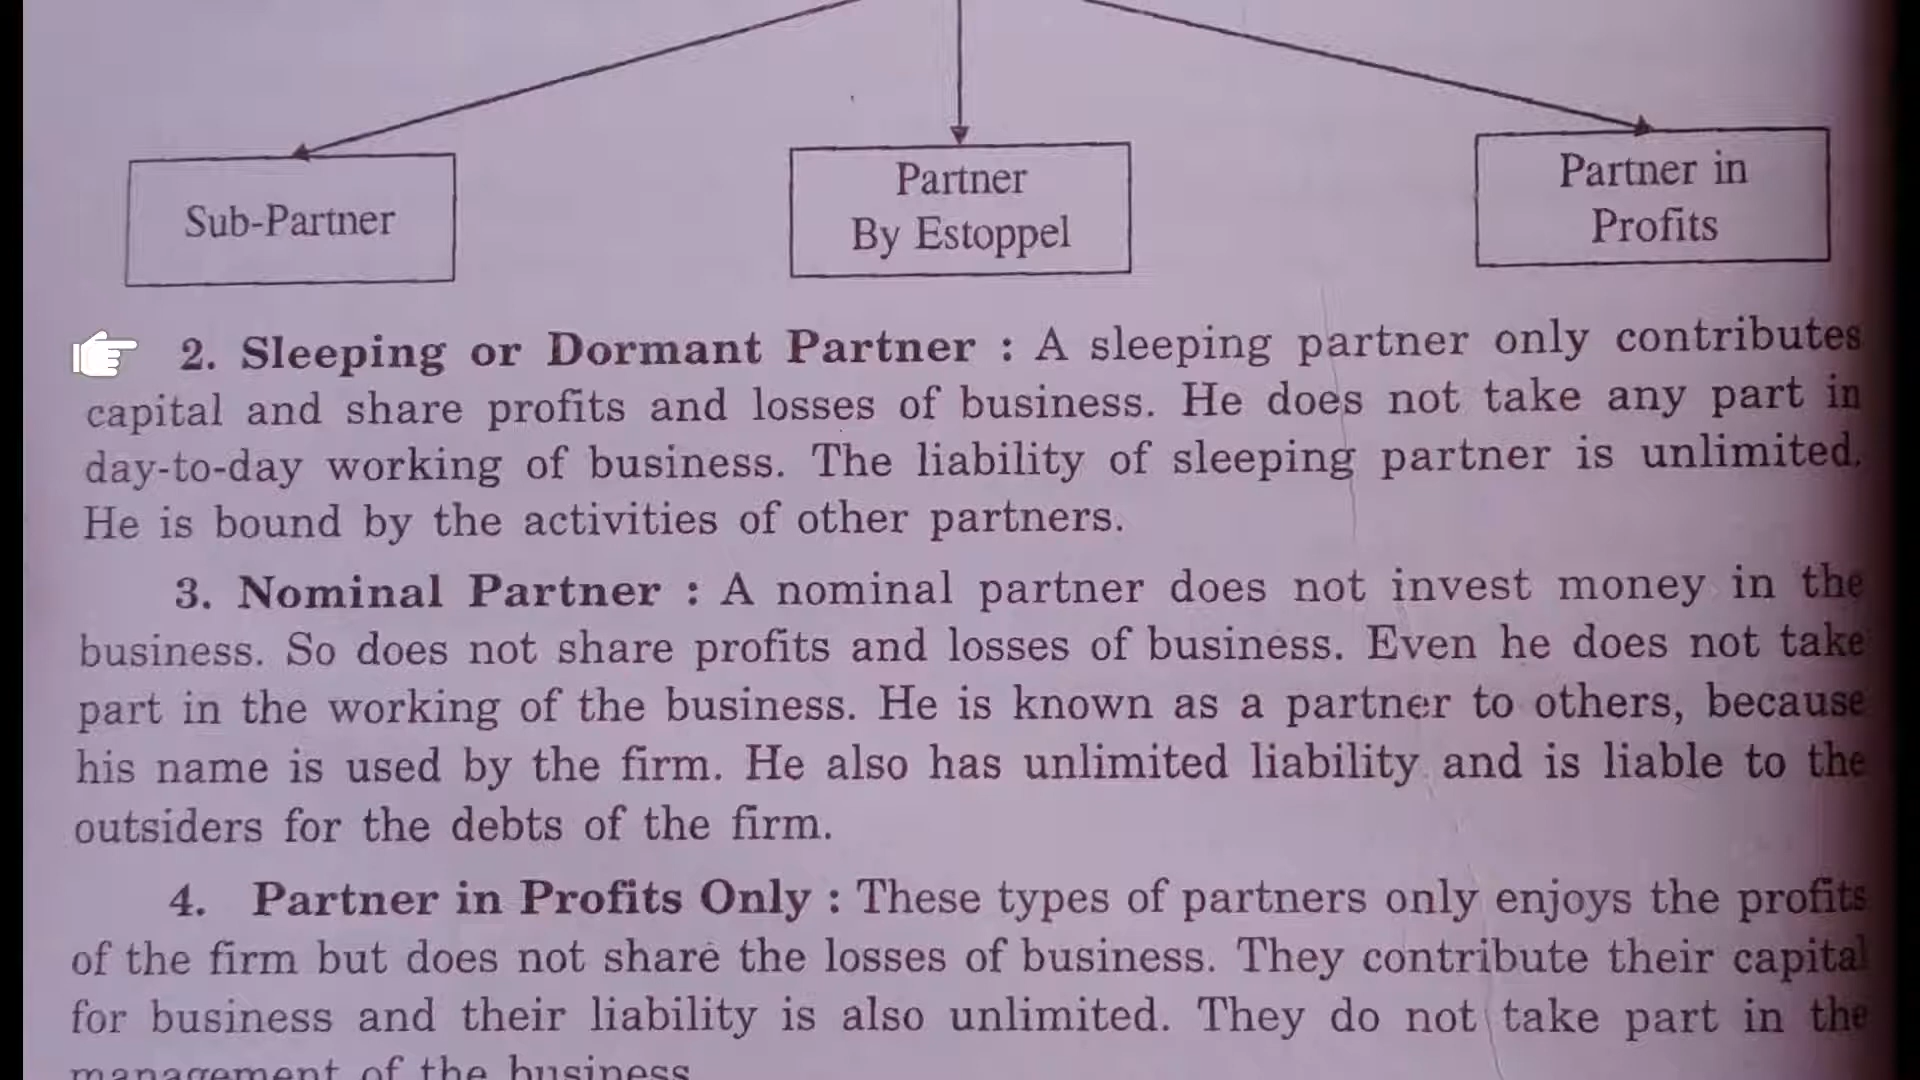 Sub-Partner
Partner
By Estoppel
Partner in
Profits
2. Sleeping or Dormant Partner : A sleeping partner only contributes
capital and share profits and losses of business. He does not take any part in
day-to-day working of business. The liability of sleeping partner is unlimited.
He is bound by the activities of other partners.
3. Nominal Partner : A nominal partner does not invest money in the
business. So does not share profits and losses of business. Even he does not take
part in the working of the business. He is known as a partner to others, because
his name is used by the firm. He also has unlimited liability and is liable to the
outsiders for the debts of the firm.
4. Partner in Profits Only : These types of partners only enjoys the profits
of the firm but does not share the losses of business. They contribute their capital
for business and their liability is also unlimited. They do not take part in the
management of the business